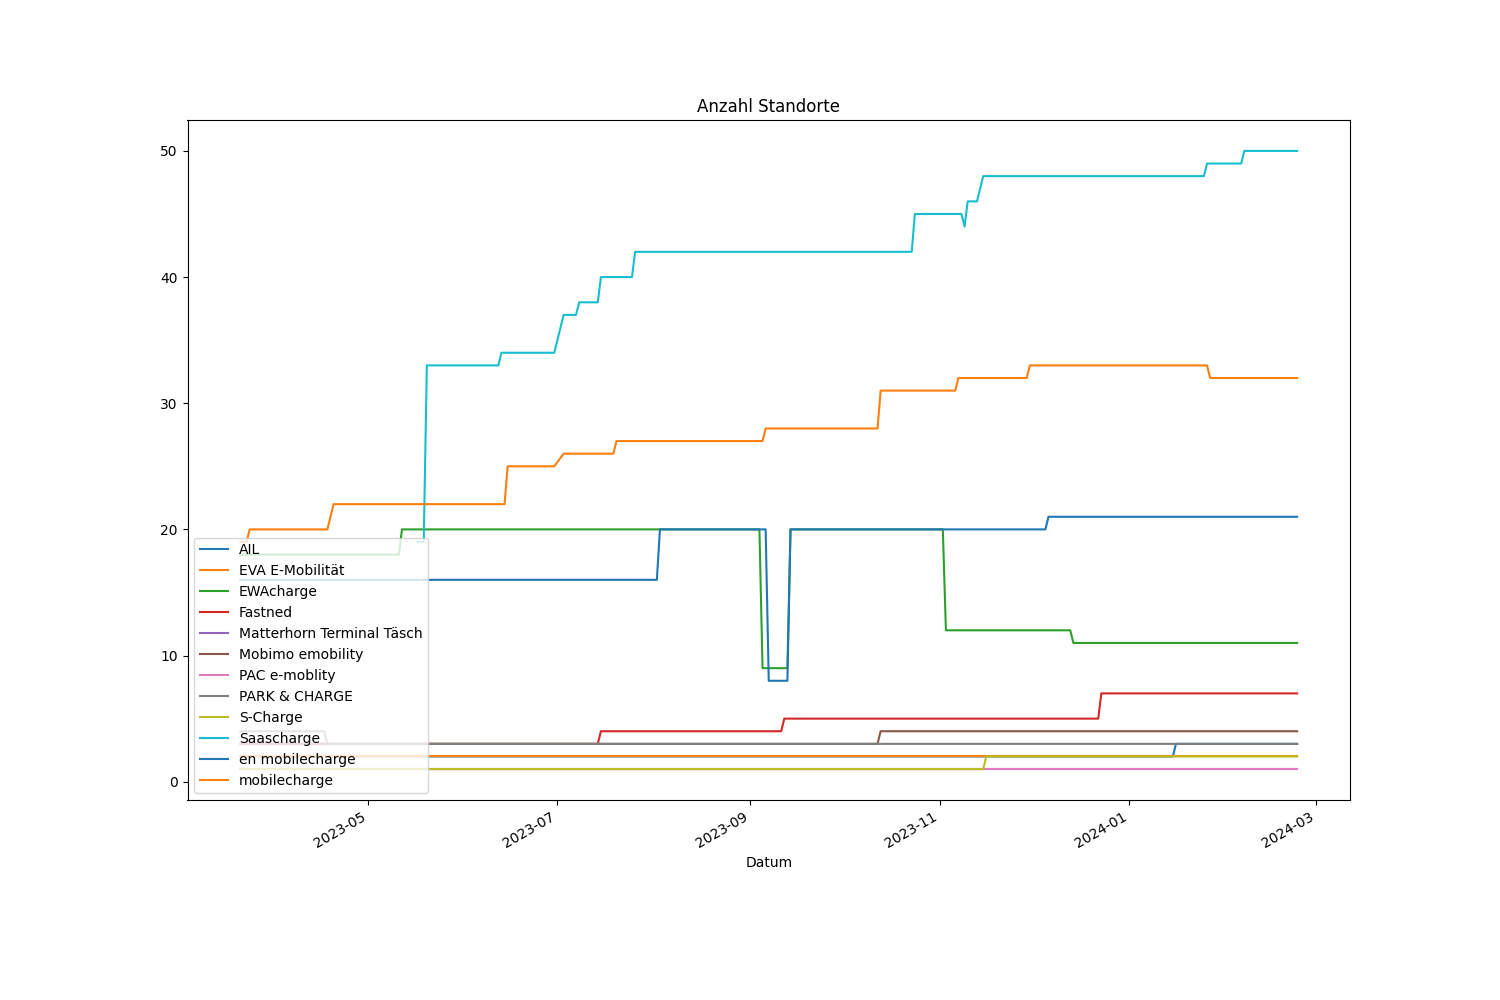 Anzahl Standorte
50
40
30
20
10
0
AIL
EVA E-Mobilität
EWAcharge
Fastned
Matterhorn Terminal Täsch
Mobimo emobility
PAC e-moblity
PARK & CHARGE
S-Charge
Saascharge
en mobilecharge
mobilecharge
2023-05
2023-07
2023-09
2023-11
2024-01
2024-03
Datum